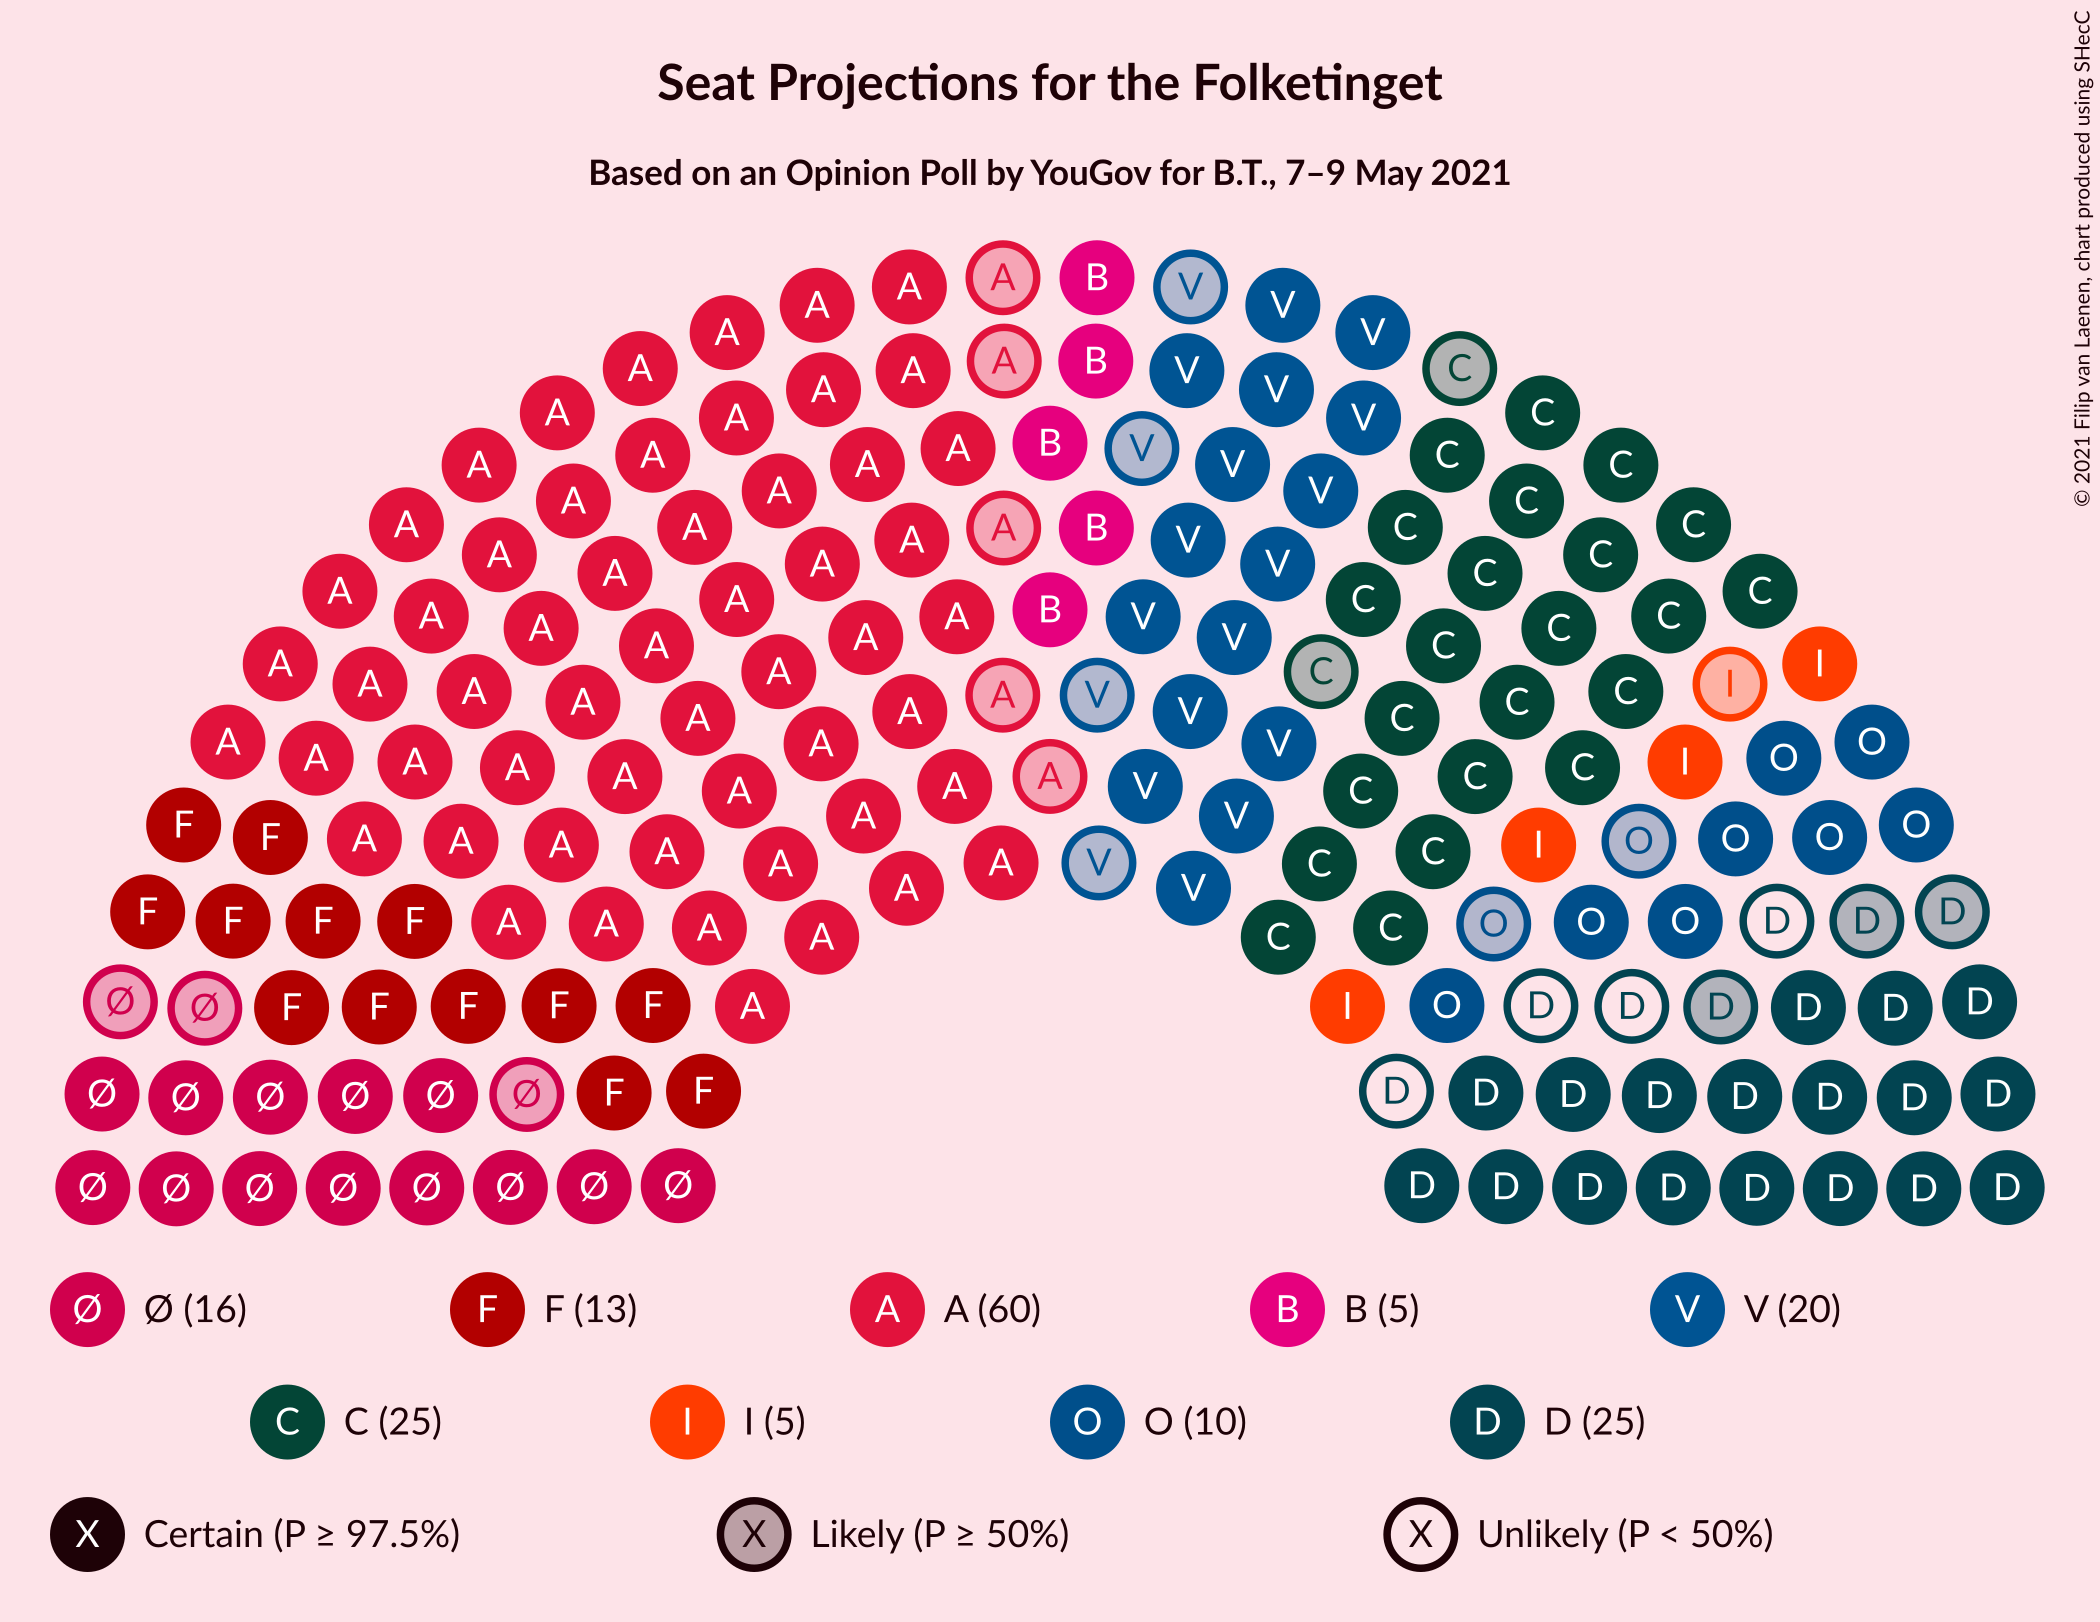 Seat Projections for the Folketinget
Based on an Opinion Poll by YouGov for B.T., 7–9 May 2021
© 2021 Filip van Laenen, chart produced using SHecC
A A B V
A A V V
A A B V V C
A A V C
A A A B V V C C
A A V C
A A A A B V V C C C
A A A V V C C
A A A A B V V C C C
A A A V C C I I
A A A A A V V C C C
A A A A A V C C C I O O
A A A A A A V V C C C
F F A A A A A A A V C C I O O O O
F F F F A A A A A V C C O O O D D D
Ø Ø F F F F F A I O D D D D D D
Ø Ø Ø Ø Ø Ø F F D D D D D D D D
Ø Ø Ø Ø Ø Ø Ø Ø D D D D D D D D
Ø Ø (16) F F (13) A A (60) B B (5) V V (20)
C C (25) I I (5) O O (10) D D (25)
X Certain (P ≥ 97.5%) X Likely (P ≥ 50%) X Unlikely (P < 50%)